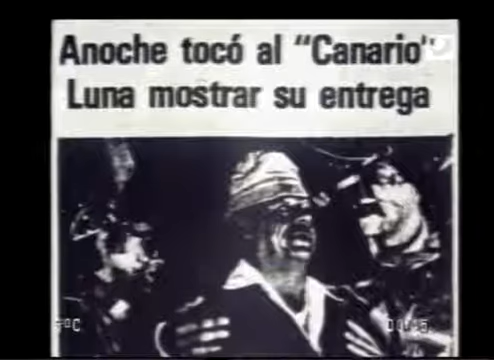 Anoche tocó al "Canario"
Luna mostrar su entrega